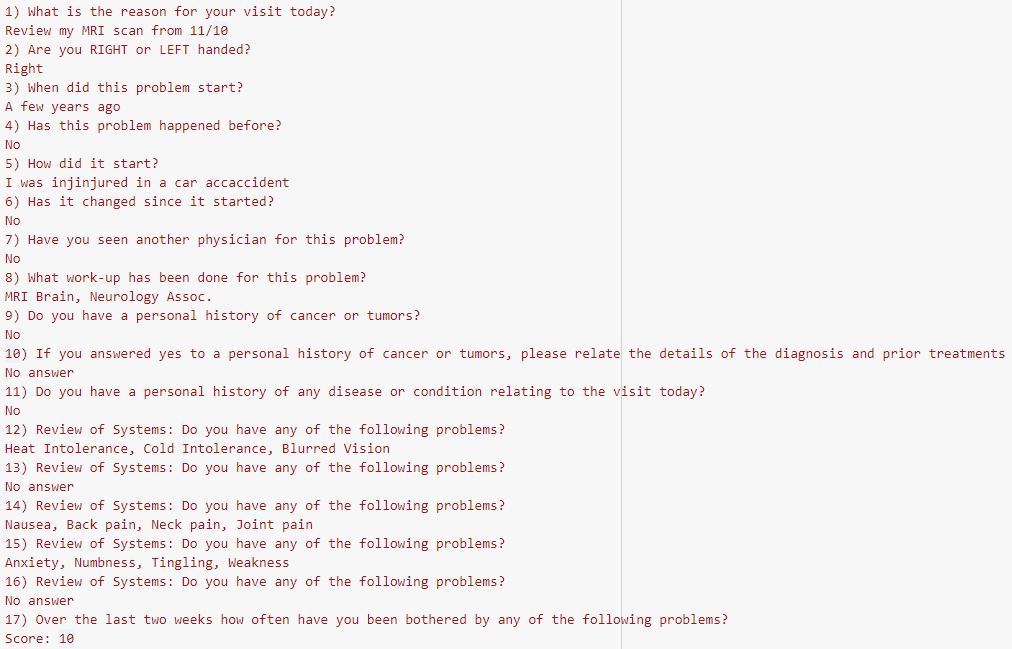 1) What is the reason for your visit today?
Review my MRI scan from 11/10
2) Are you RIGHT or LEFT handed?
Right
3) When did this problem start?
A few years ago
4) Has this problem happened before?
No
5) How did it start?
I was injinjured in a car accaccident
6) Has it changed since it started?
No
7) Have you seen another physician for this problem?
No
8) What work-up has been done for this problem?
MRI Brain, Neurology Assoc.
9) Do you have a personal history of cancer or tumors?
No
10) If you answered yes to a personal history of cancer or tumors, please relate the details of the diagnosis and prior treatments
No answer
11) Do you have a personal history of any disease or condition relating to the visit today?
No
12) Review of Systems: Do you have any of the following problems?
Heat Intolerance, Cold Intolerance, Blurred Vision
13) Review of Systems: Do you have any of the following problems?
No answer
14) Review of Systems: Do you have any of the following problems?
Nausea, Back pain, Neck pain, Joint pain
15) Review of Systems: Do you have any of the following problems?
Anxiety, Numbness, Tingling, Weakness
16) Review of Systems: Do you have any of the following problems?
No answer
17) Over the last two weeks how often have you been bothered by any of the following problems?
Score: 10